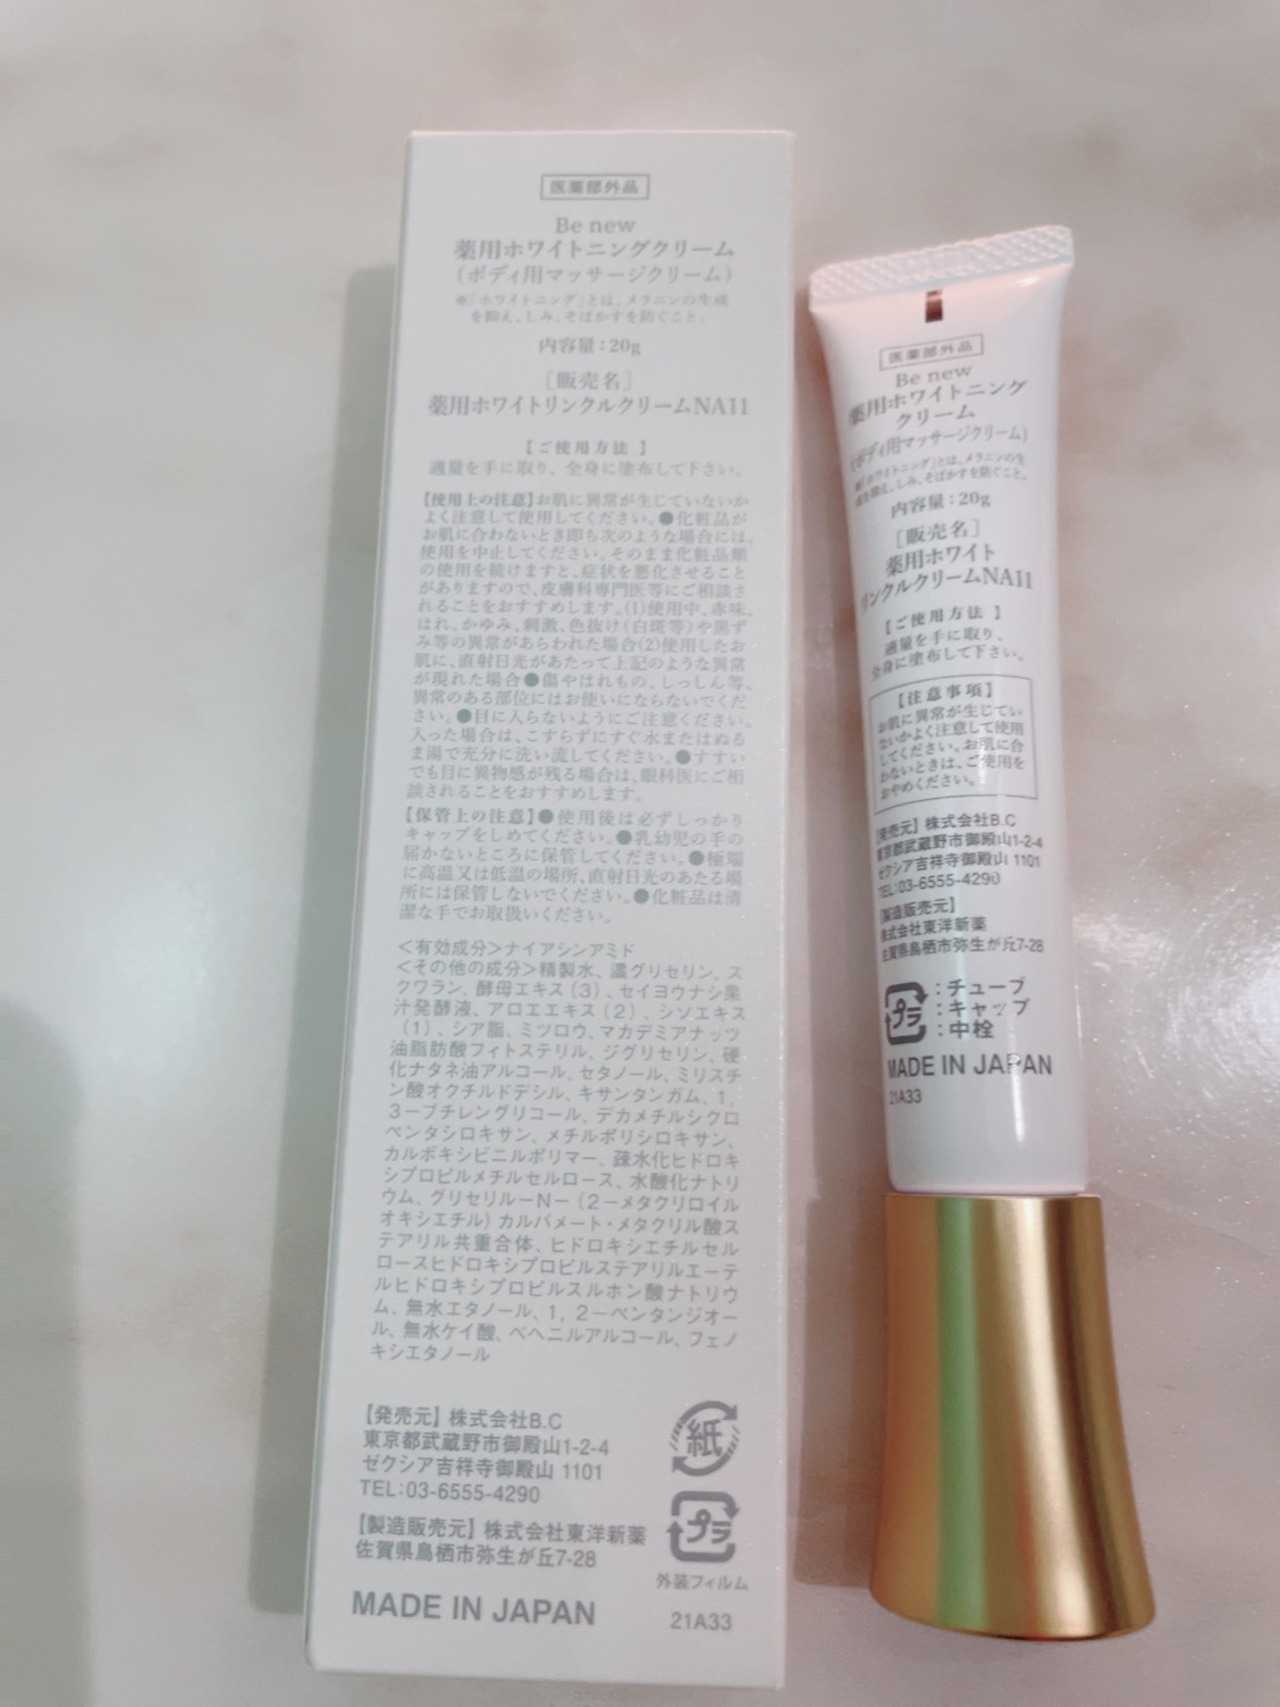 医薬部外品
Be new
薬用ホワイトニングクリーム
（ボディ用マッサージクリーム）
※「ホワイトニング」とは、メラニンの生成
を抑え、しみ、そばかすを防ぐこと。
内容量：20g
［販売名］
薬用ホワイトリンクルクリームNA11
【ご使用方法 】
適量を手に取り、全身に塗布して下さい。
【使用上の注意】お肌に異常が生じていないか
よく注意して使用してください。●化粧品が
お肌に合わないとき即ち次のような場合には、
使用を中止してください。そのまま化粧品類
の使用を続けますと、症状を悪化させること
がありますので、皮膚科専門医等にご相談さ
れることをおすすめします。(1)使用中、赤味、
はれ、かゆみ、刺激、色抜け(白斑等)や黒ず
み等の異常があらわれた場合(2)使用したお
肌に、直射日光があたって上記のような異常
が現れた場合●傷やはれもの、しっしん等、
異常のある部位にはお使いにならないでくだ
さい。●目に入らないようにご注意ください。
入った場合は、こすらずにすぐ水またはぬる
ま湯で充分に洗い流してください。●すすい
でも目に異物感が残る場合は、眼科医にご相
談されることをおすすめします。
【保管上の注意】●使用後は必ずしっかり
キャップをしめてください。●乳幼児の手の
届かないところに保管してください。●極端
に高温又は低温の場所、直射日光のあたる場
所には保管しないでください。●化粧品は清
潔な手でお取扱いください。
＜有効成分＞ナイアシンアミド
＜その他の成分＞精製水、濃グリセリン、ス
クワラン、酵母エキス（3）、セイヨウナシ果
汁発酵液、アロエエキス（2）、シソエキス
（1）、シア脂、ミツロウ、マカデミアナッツ
油脂肪酸フィトステリル、ジグリセリン、硬
化ナタネ油アルコール、セタノール、ミリスチ
ン酸オクチルドデシル、キサンタンガム、1，
3－ブチレングリコール、デカメチルシクロ
ペンタシロキサン、メチルポリシロキサン、
カルボキシビニルポリマー、疎水化ヒドロキ
シプロピルメチルセルロース、水酸化ナトリ
ウム、グリセリル－N－（2－メタクリロイル
オキシエチル）カルバメート・メタクリル酸ス
テアリル共重合体、ヒドロキシエチルセル
ロースヒドロキシプロピルステアリルエーテ
ルヒドロキシプロピルスルホン酸ナトリウ
ム、無水エタノール、1，2－ペンタンジオー
ル、無水ケイ酸、ベヘニルアルコール、フェノ
キシエタノール
【発売元】株式会社B.C
東京都武蔵野市御殿山1-2-4
ゼクシア吉祥寺御殿山 1101
TEL:03-6555-4290
【製造販売元】株式会社東洋新薬
佐賀県鳥栖市弥生が丘7-28
MADE IN JAPAN
紙
プラ
外装フィルム
21A33
医薬部外品
Be new
薬用ホワイトニング
クリーム
（ボディ用マッサージクリーム）
※「ホワイトニング」とは、メラニンの生
成を抑え、しみ、そばかすを防ぐこと。
内容量：20g
［販売名］
薬用ホワイト
リンクルクリームNA11
【ご使用方法 】
適量を手に取り、
全身に塗布して下さい。
【注意事項】
お肌に異常が生じてい
ないかよく注意して使用
してください。お肌に合
わないときは、ご使用を
おやめください。
【発売元】株式会社B.C
東京都武蔵野市御殿山1-2-4
ゼクシア吉祥寺御殿山 1101
TEL:03-6555-4290
【製造販売元】
株式会社東洋新薬
佐賀県鳥栖市弥生が丘7-28
プラ
：チューブ
：キャップ
：中栓
MADE IN JAPAN
21A33